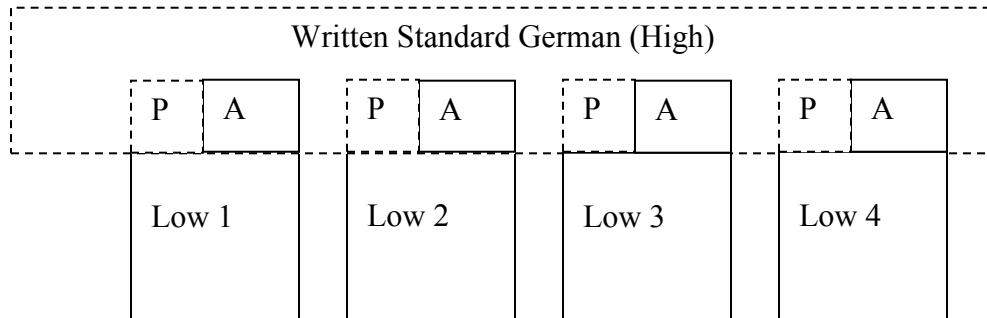 Written Standard German (High)
P A P A P A P A
Low 1 Low 2 Low 3 Low 4